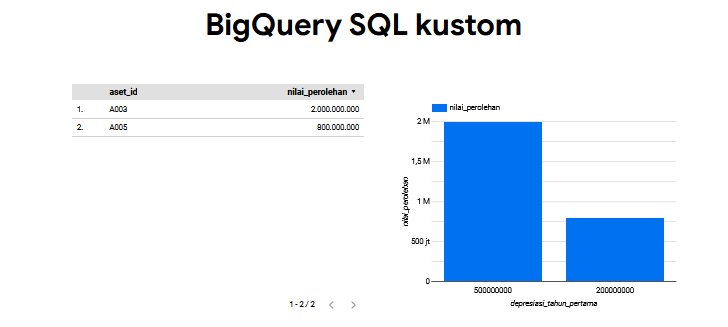 BigQuery SQL kustom
aset_id nilai_perolehan
1. A003 2.000.000.000
2. A005 800.000.000
1 - 2 / 2
nilai_perolehan
2 M
1,5 M
1 M
500 jt
0
nilai_perolehan
500000000 200000000
depresiasi_tahun_pertama